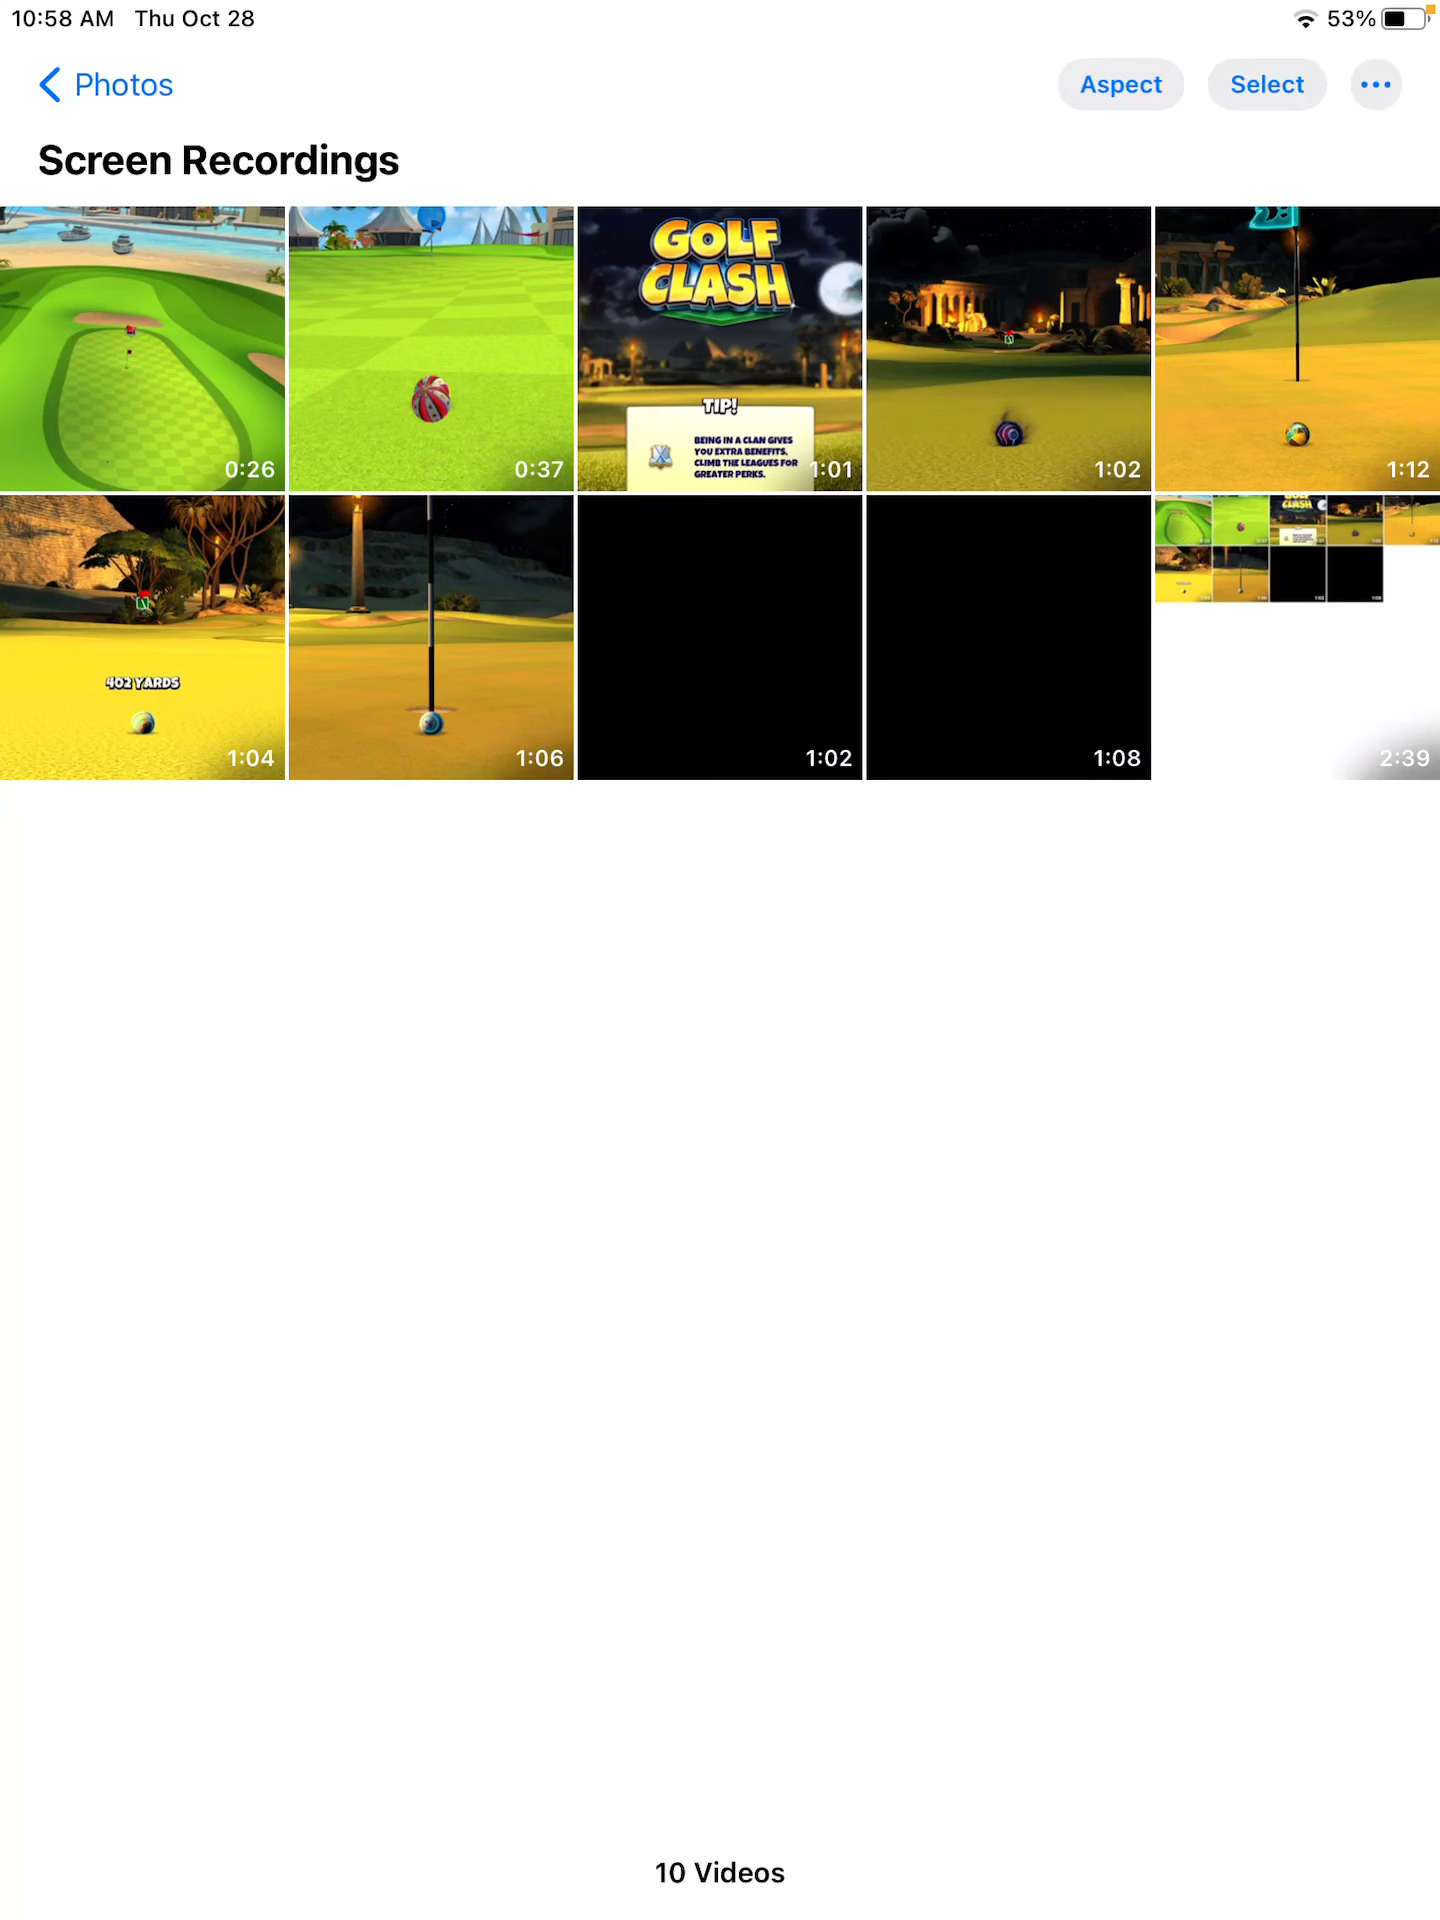 10:58 AM Thu Oct 28 53%
Photos Aspect Select
Screen Recordings
0:26
0:37
GOLF
CLASH
TIP!
BEING IN A CLAN GIVES
YOU EXTRA BENEFITS.
CLIMB THE LEAGUES FOR
GREATER PERKS.
1:01
1:02
1:12
402 YARDS
1:04
1:06
1:02
1:08
GOLF
CLASH
2:39
10 Videos